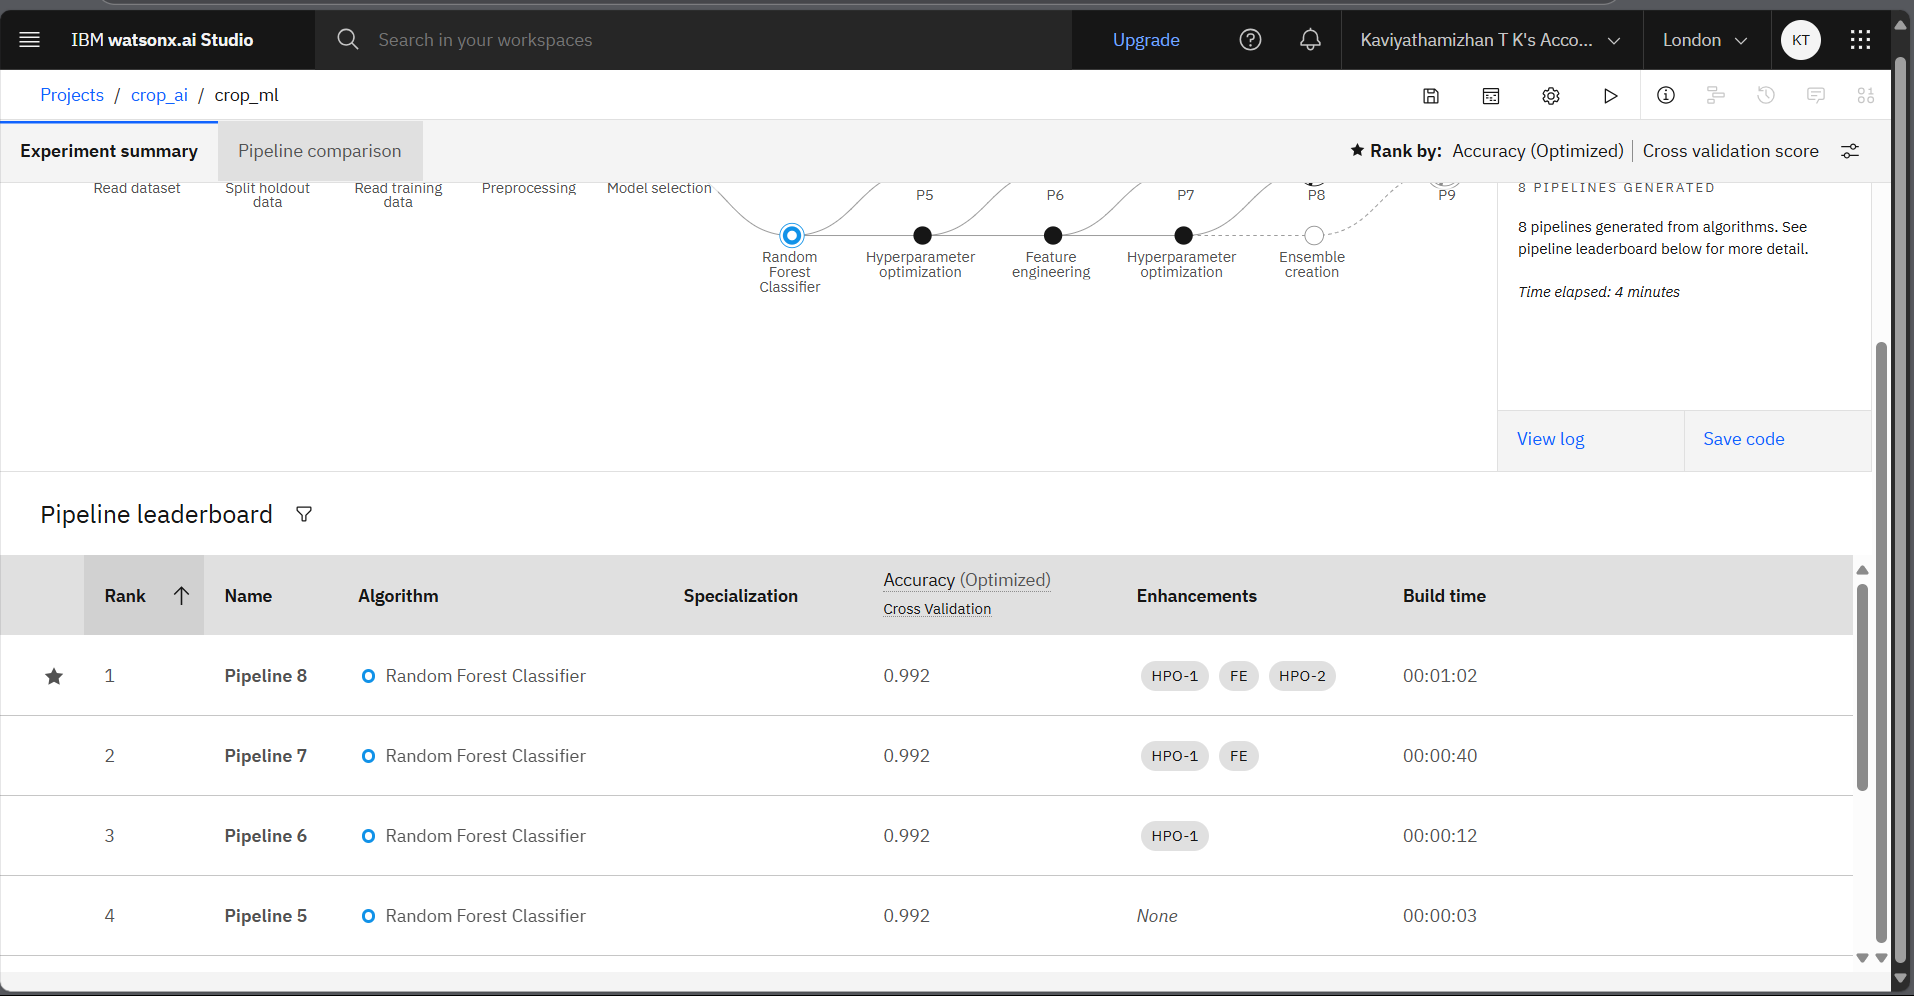 IBM watsonx.ai Studio
Search in your workspaces
Upgrade
Kaviyathamizhan T K's Acco...
London
KT
Projects / crop_ai / crop_ml
Experiment summary
Pipeline comparison
Rank by: Accuracy (Optimized) | Cross validation score
Read dataset
Split holdout
data
Read training
data
Preprocessing
Model selection
P5
P6
P7
P8
P9
Random
Forest
Classifier
Hyperparameter
optimization
Feature
engineering
Hyperparameter
optimization
Ensemble
creation
8 PIPELINES GENERATED
8 pipelines generated from algorithms. See
pipeline leaderboard below for more detail.
Time elapsed: 4 minutes
View log
Save code
Pipeline leaderboard
Rank Name Algorithm Specialization Accuracy (Optimized) Enhancements Build time
Cross Validation
1 Pipeline 8 Random Forest Classifier 0.992 HPO-1 FE HPO-2 00:01:02
2 Pipeline 7 Random Forest Classifier 0.992 HPO-1 FE 00:00:40
3 Pipeline 6 Random Forest Classifier 0.992 HPO-1 00:00:12
4 Pipeline 5 Random Forest Classifier 0.992 None 00:00:03